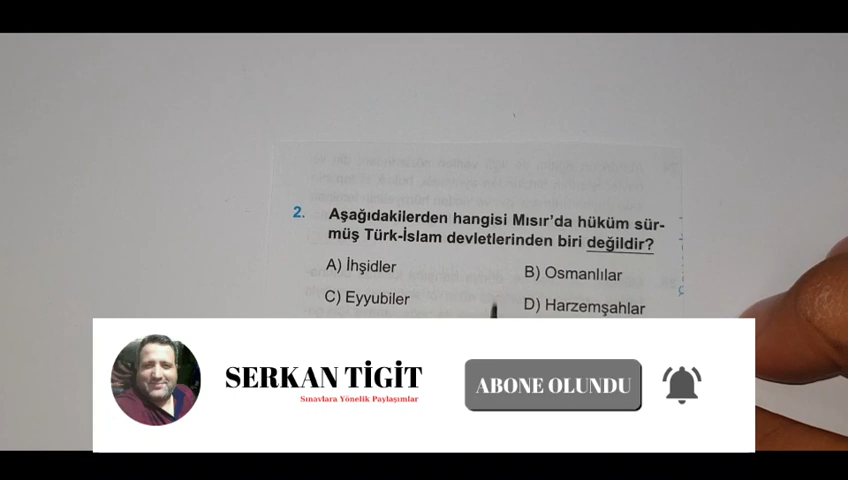 2. Aşağıdakilerden hangisi Mısır'da hüküm sür-
müş Türk-İslam devletlerinden biri değildir?
A) İhşidler
B) Osmanlılar
C) Eyyubiler
D) Harzemşahlar
SERKAN TİGİT
Sınavlara Yönelik Paylaşımlar
ABONE OLUNDU